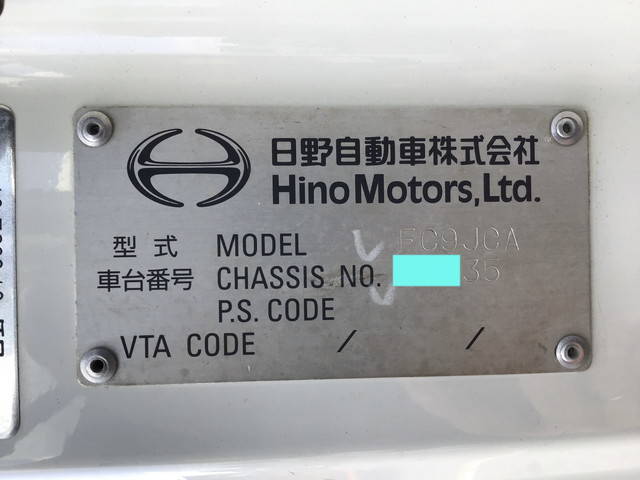 日野自動車株式会社
Hino Motors, Ltd.
型式 MODEL FC9JCA
車台番号 CHASSIS NO. 35
P.S. CODE
VTA CODE / /